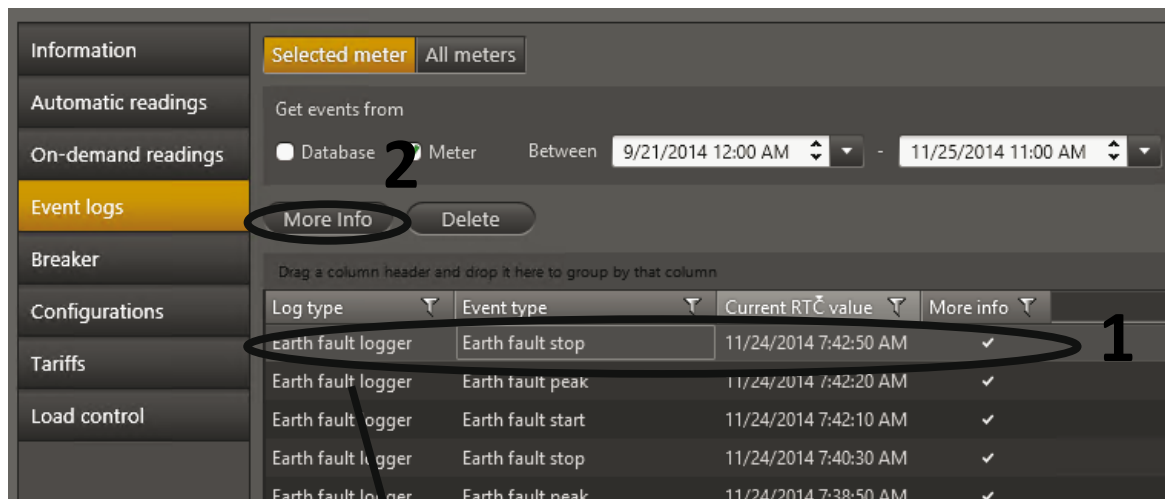 Information
Automatic readings
On-demand readings
Event logs
Breaker
Configurations
Tariffs
Load control
Selected meter All meters
Get events from
Database Meter Between 9/21/2014 12:00 AM - 11/25/2014 11:00 AM
2
More Info Delete
Drag a column header and drop it here to group by that column
Log type Event type Current RTC value More info
1
Earth fault logger Earth fault stop 11/24/2014 7:42:50 AM
Earth fault logger Earth fault peak 11/24/2014 7:42:20 AM
Earth fault logger Earth fault start 11/24/2014 7:42:10 AM
Earth fault logger Earth fault stop 11/24/2014 7:40:30 AM
Earth fault logger Earth fault peak 11/24/2014 7:38:50 AM